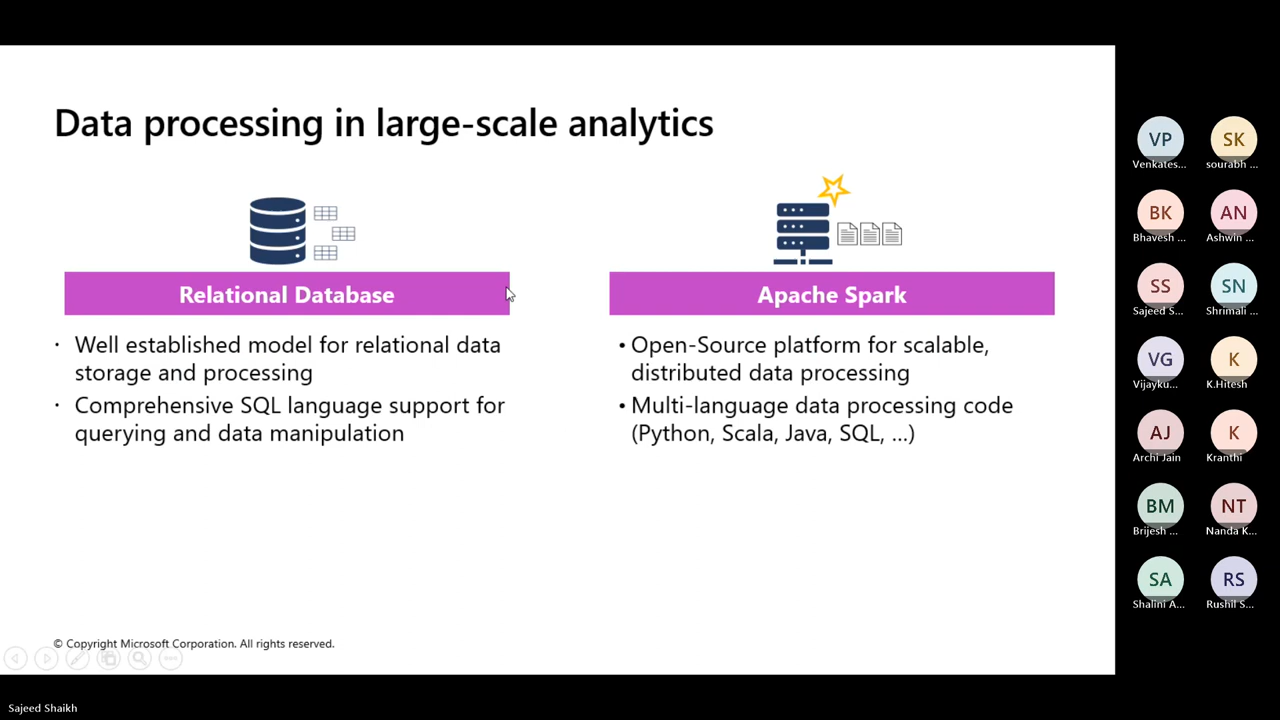 Data processing in large-scale analytics
Relational Database
· Well established model for relational data
storage and processing
· Comprehensive SQL language support for
querying and data manipulation
Apache Spark
• Open-Source platform for scalable,
distributed data processing
• Multi-language data processing code
(Python, Scala, Java, SQL, ...)
© Copyright Microsoft Corporation. All rights reserved.
VP
Venkates...
SK
sourabh ...
BK
Bhavesh ...
AN
Ashwin ...
SS
Sajeed S...
SN
Shrimali ...
VG
Vijayku...
K
K.Hitesh
AJ
Archi Jain
K
Kranthi
BM
Brijesh ...
NT
Nanda K...
SA
Shalini A...
RS
Rushil S...
Sajeed Shaikh